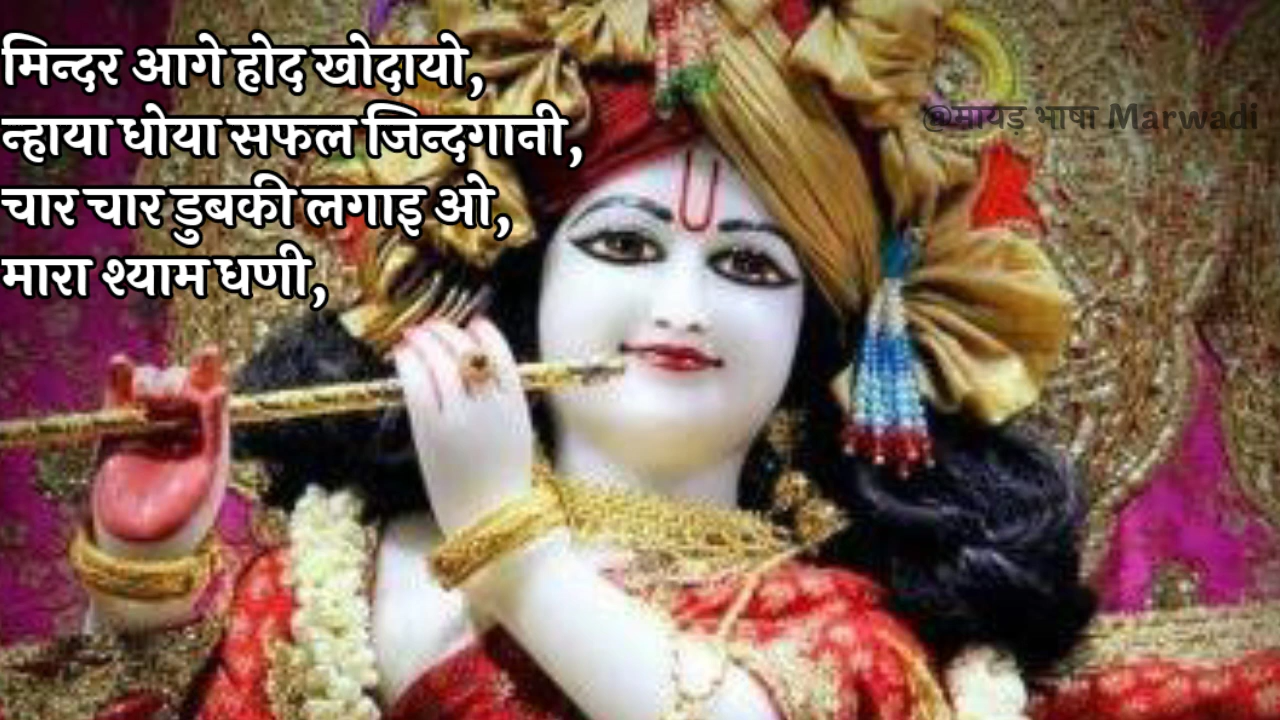 मिन्दर आगे होद खोदायो,
न्हाया धोया सफल जिन्दगानी,
चार चार डुबकी लगाइ ओ,
मारा श्याम धणी,
@मायड़ भाषा Marwadi